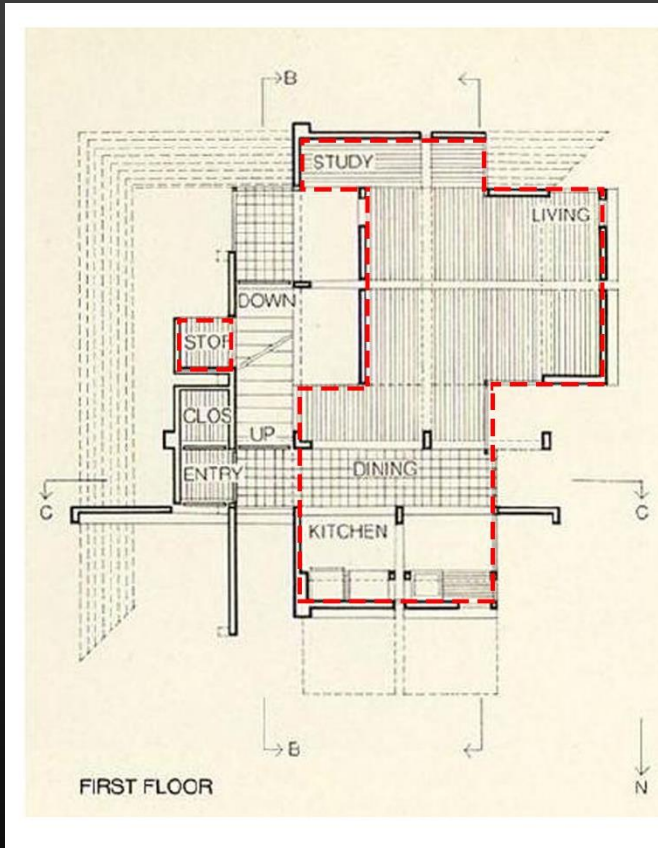 B
STUDY
LIVING
DOWN
STOR
CLOS
UP
ENTRY
DINING
C
C
KITCHEN
B
FIRST FLOOR
N